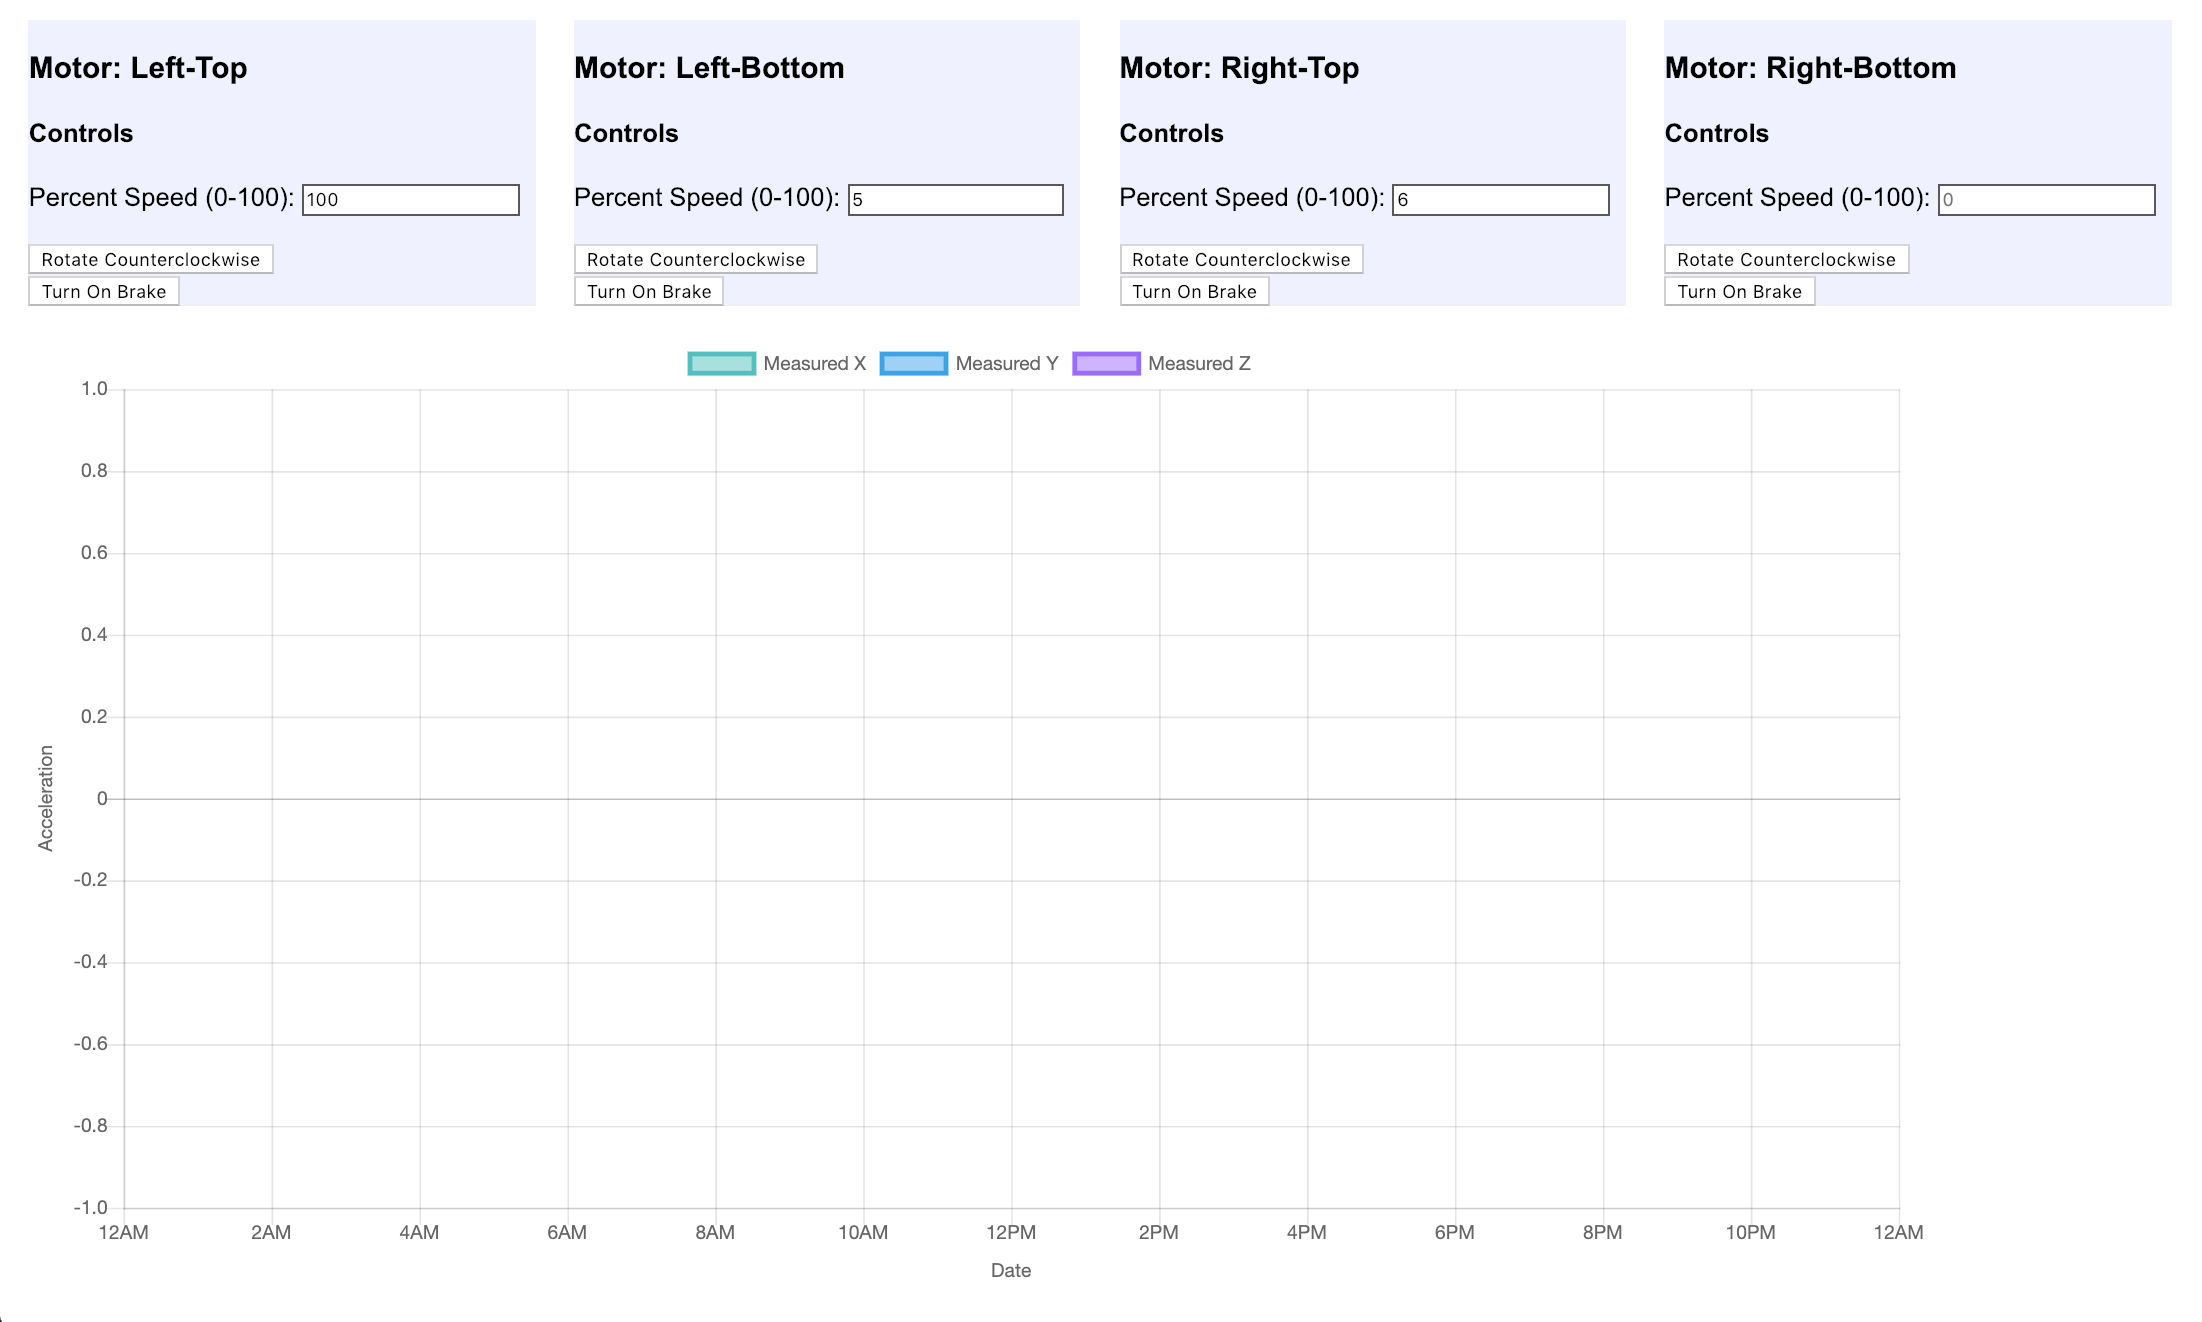 Motor: Left-Top
Controls
Percent Speed (0-100): 100
Rotate Counterclockwise
Turn On Brake
Motor: Left-Bottom
Controls
Percent Speed (0-100): 5
Rotate Counterclockwise
Turn On Brake
Motor: Right-Top
Controls
Percent Speed (0-100): 6
Rotate Counterclockwise
Turn On Brake
Motor: Right-Bottom
Controls
Percent Speed (0-100): 0
Rotate Counterclockwise
Turn On Brake
Measured X Measured Y Measured Z
Acceleration
1.0
0.8
0.6
0.4
0.2
0
-0.2
-0.4
-0.6
-0.8
-1.0
12AM 2AM 4AM 6AM 8AM 10AM 12PM 2PM 4PM 6PM 8PM 10PM 12AM
Date